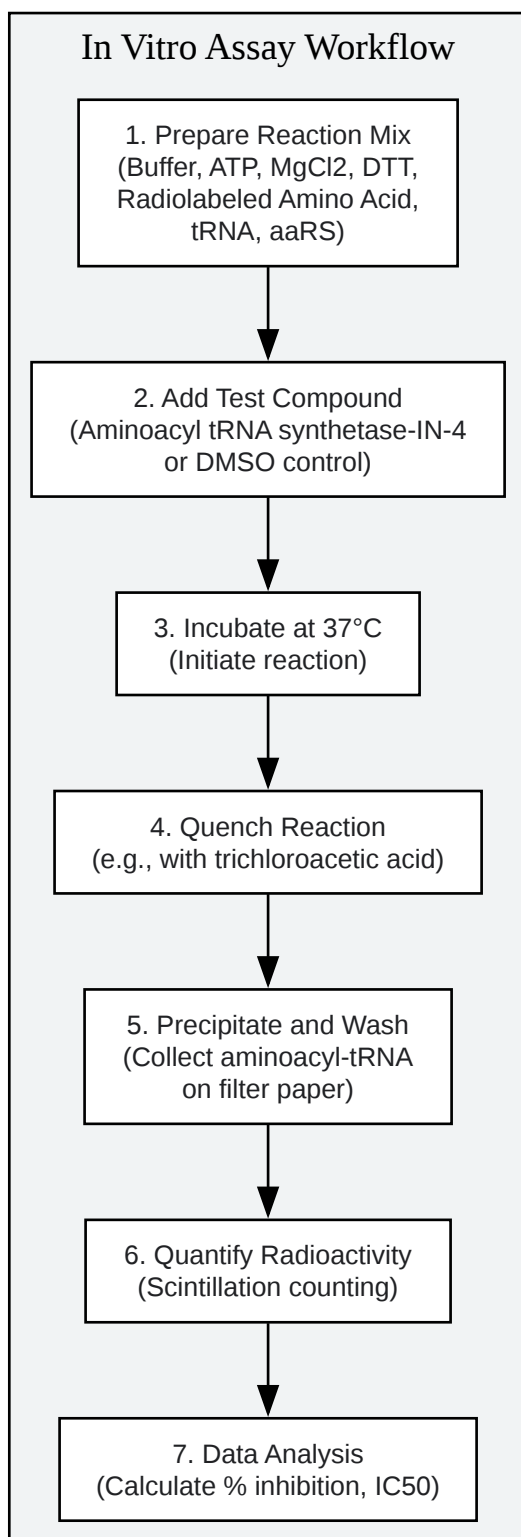 In Vitro Assay Workflow
1. Prepare Reaction Mix
(Buffer, ATP, MgCl2, DTT,
Radiolabeled Amino Acid,
tRNA, aaRS)
2. Add Test Compound
(Aminoacyl tRNA synthetase-IN-4
or DMSO control)
3. Incubate at 37°C
(Initiate reaction)
4. Quench Reaction
(e.g., with trichloroacetic acid)
5. Precipitate and Wash
(Collect aminoacyl-tRNA
on filter paper)
6. Quantify Radioactivity
(Scintillation counting)
7. Data Analysis
(Calculate % inhibition, IC50)